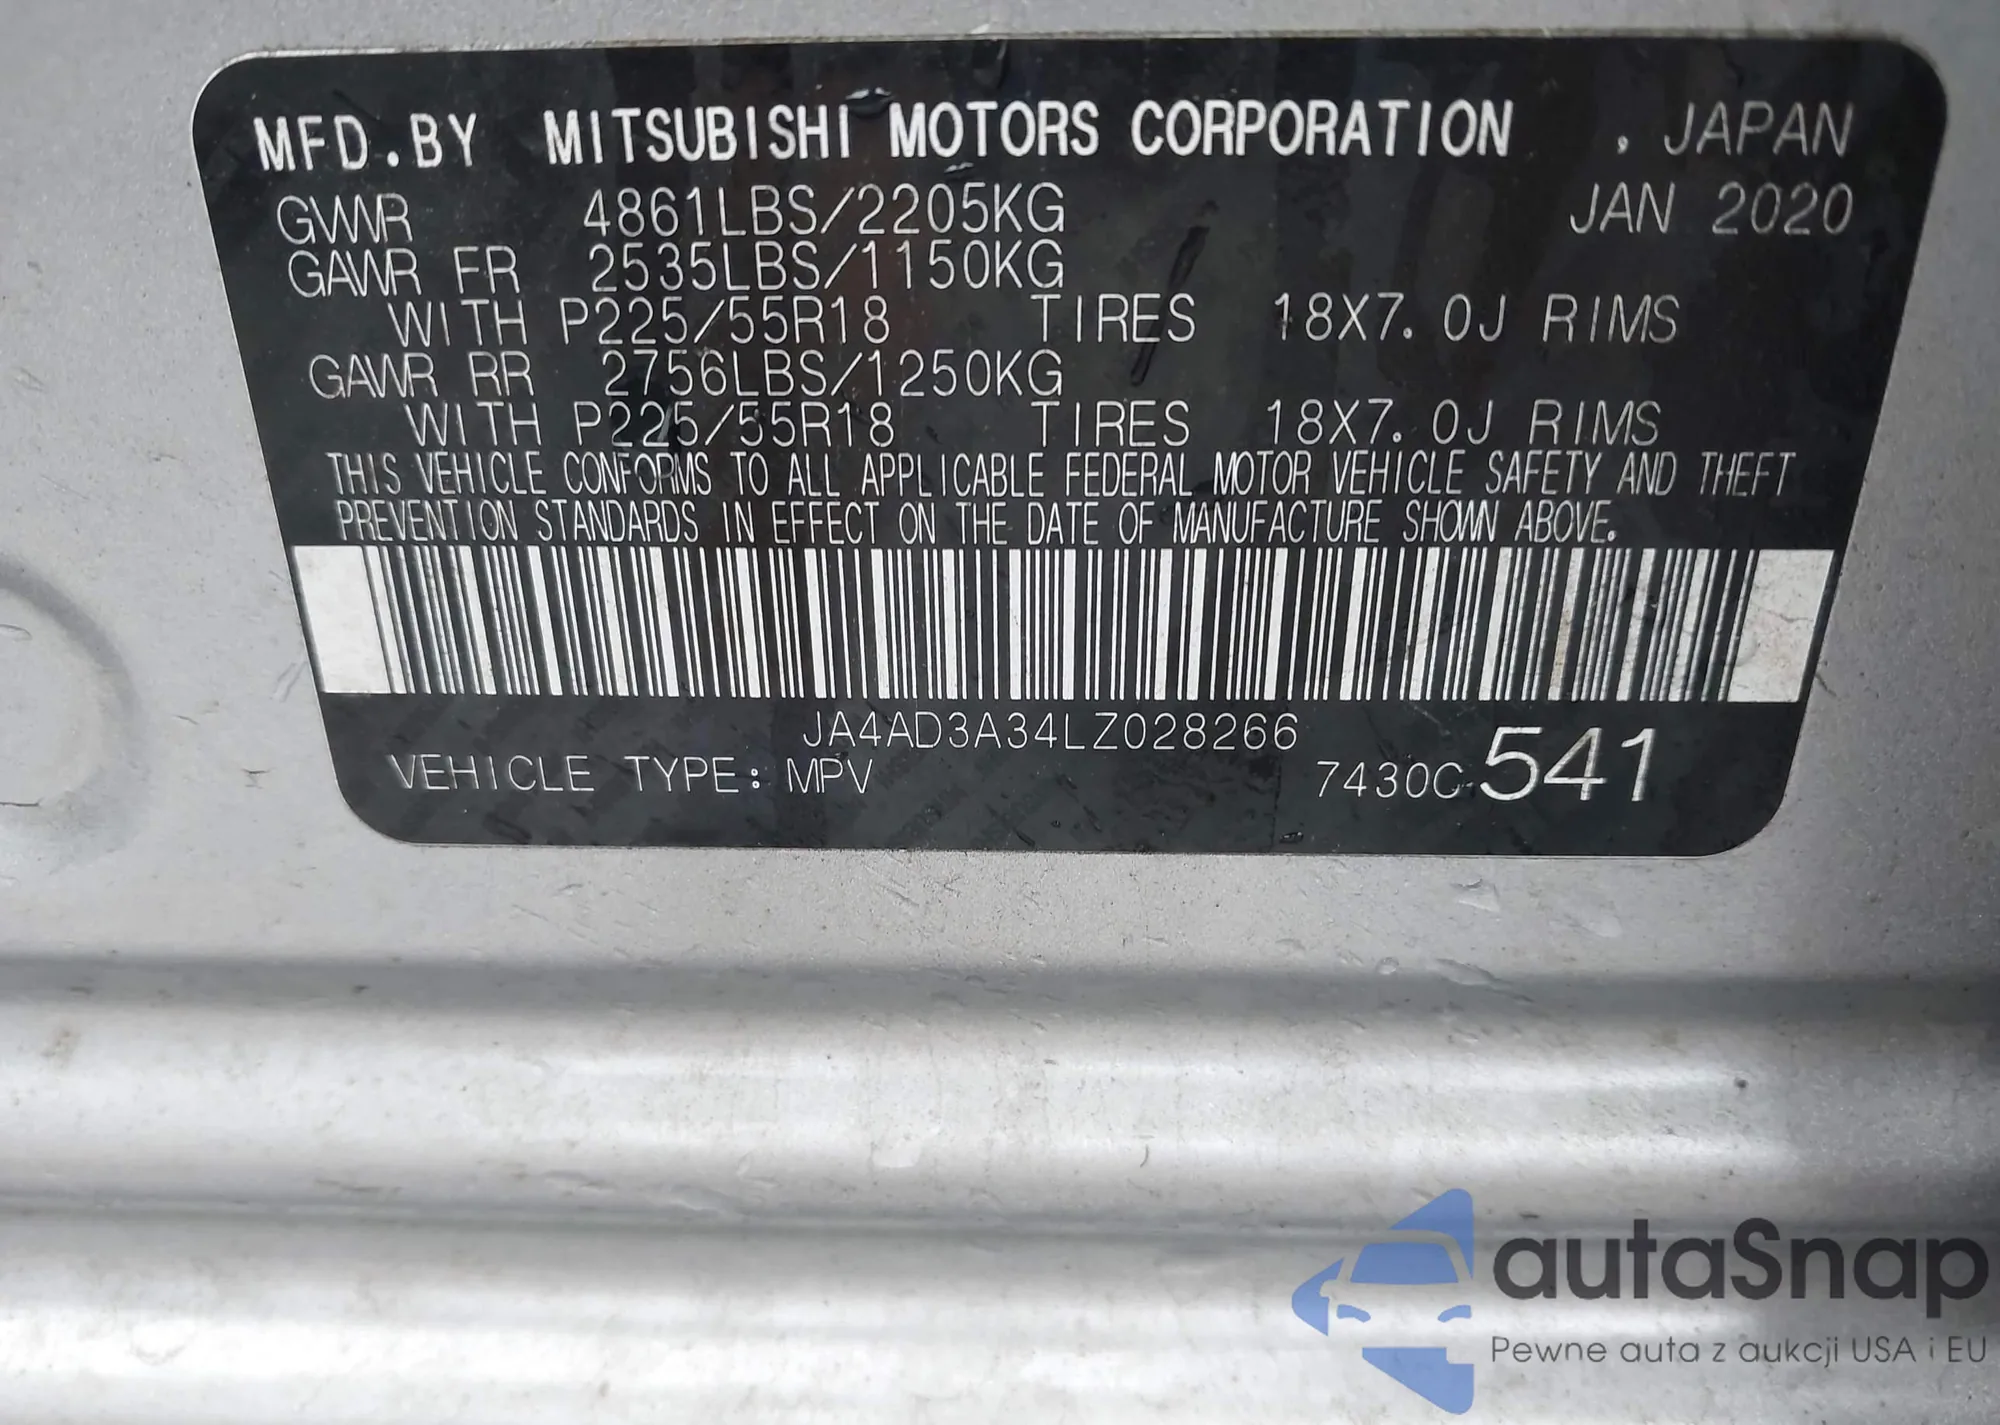 MFD.BY MITSUBISHI MOTORS CORPORATION , JAPAN
GVWR 4861LBS/2205KG JAN 2020
GAWR FR 2535LBS/1150KG
WITH P225/55R18 TIRES 18X7.0J RIMS
GAWR RR 2756LBS/1250KG
WITH P225/55R18 TIRES 18X7.0J RIMS
THIS VEHICLE CONFORMS TO ALL APPLICABLE FEDERAL MOTOR VEHICLE SAFETY AND THEFT
PREVENTION STANDARDS IN EFFECT ON THE DATE OF MANUFACTURE SHOWN ABOVE.
JA4AD3A34LZ028266
VEHICLE TYPE: MPV 7430C 541
autaSnap
Pewne auta z aukcji USA i EU